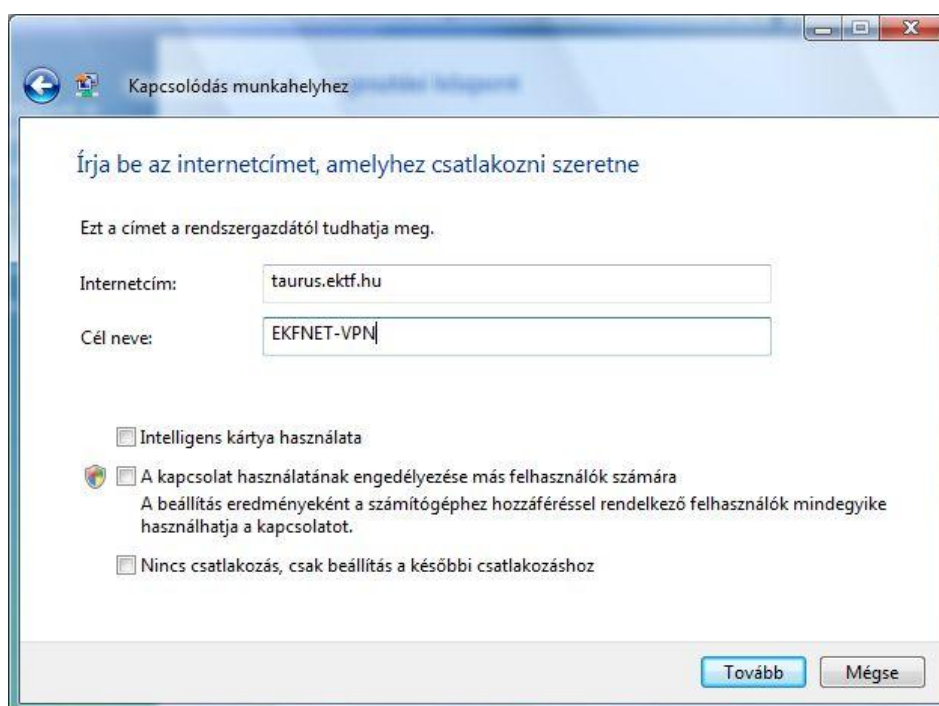 Kapcsolódás munkahelyhez
Írja be az internetcímet, amelyhez csatlakozni szeretne
Ezt a címet a rendszergazdától tudhatja meg.
Internetcím: taurus.ektf.hu
Cél neve: EKFNET-VPN
Intelligens kártya használata
A kapcsolat használatának engedélyezése más felhasználók számára
A beállítás eredményeként a számítógéphez hozzáféréssel rendelkező felhasználók mindegyike
használhatja a kapcsolatot.
Nincs csatlakozás, csak beállítás a későbbi csatlakozáshoz
Tovább Mégse